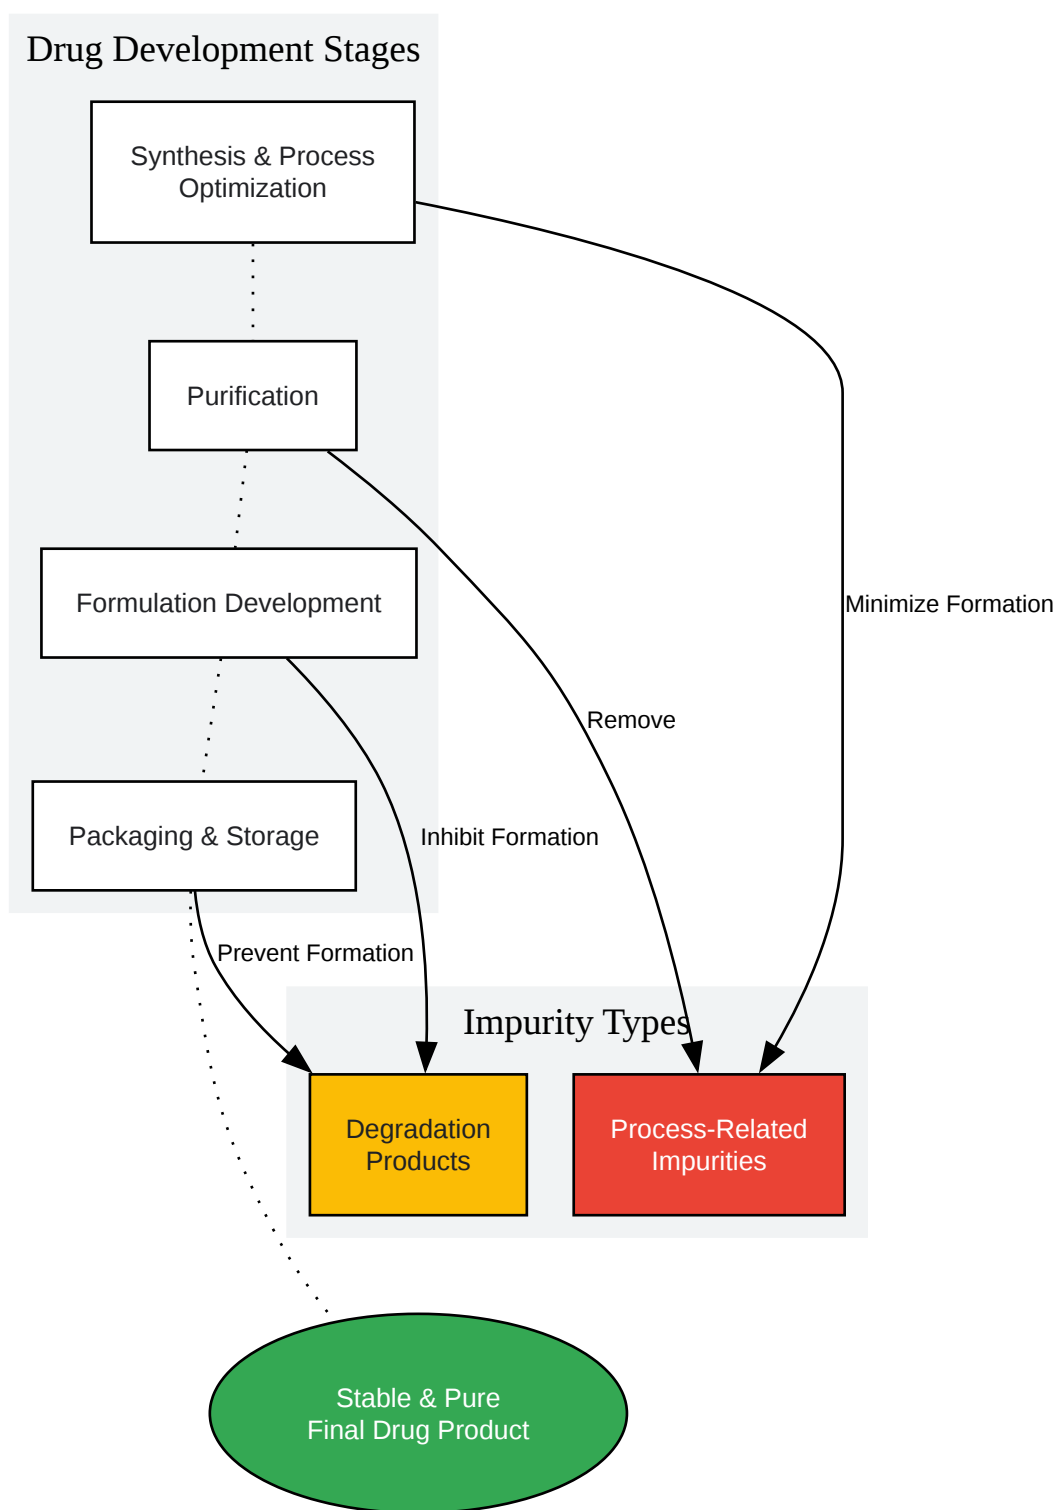 Drug Development Stages
Synthesis & Process
Optimization
Purification
Formulation Development
Minimize Formation
Remove
Packaging & Storage
Inhibit Formation
Prevent Formation
Impurity Types
Degradation
Products
Process-Related
Impurities
Stable & Pure
Final Drug Product